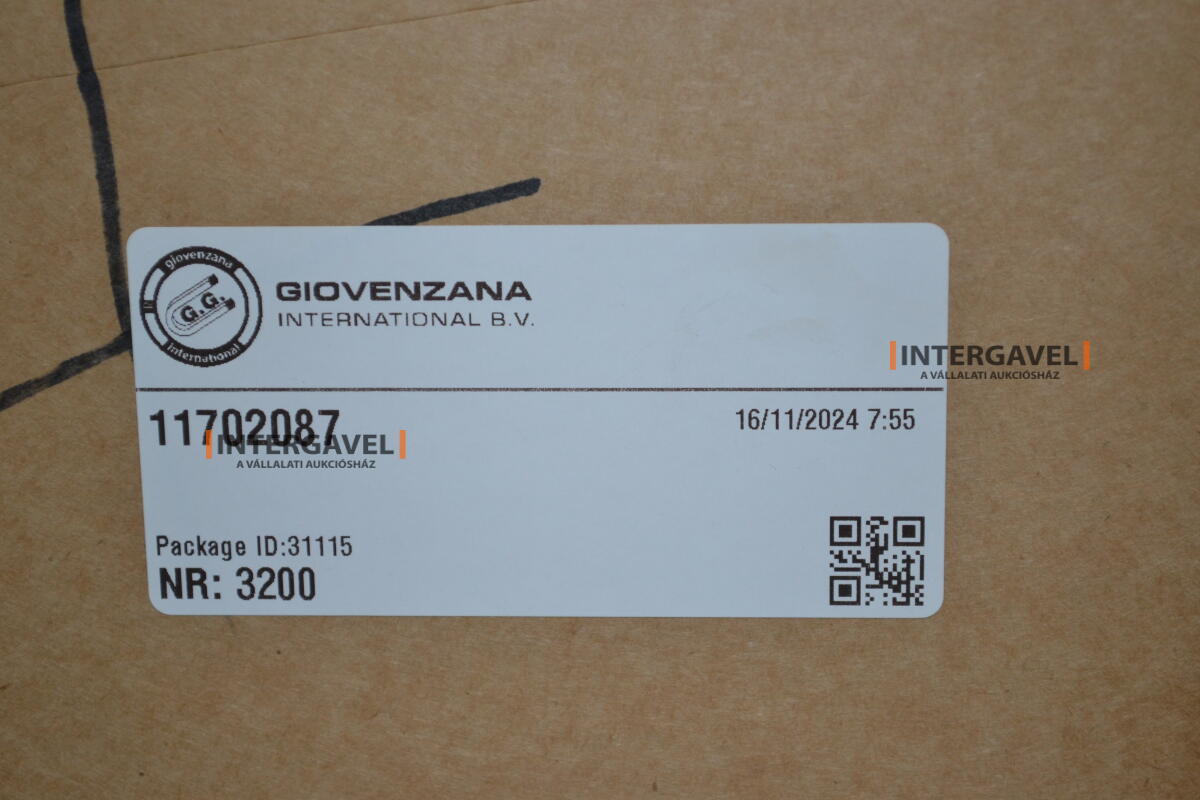 giovenzana
G.G.
international
GIOVENZANA
INTERNATIONAL B.V.
INTERGAVEL
A VÁLLALATI AUKCIÓSHÁZ
11702087
16/11/2024 7:55
INTERGAVEL
A VÁLLALATI AUKCIÓSHÁZ
Package ID:31115
NR: 3200